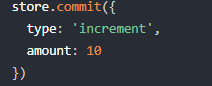 store.commit({
  type: 'increment',
  amount: 10
})